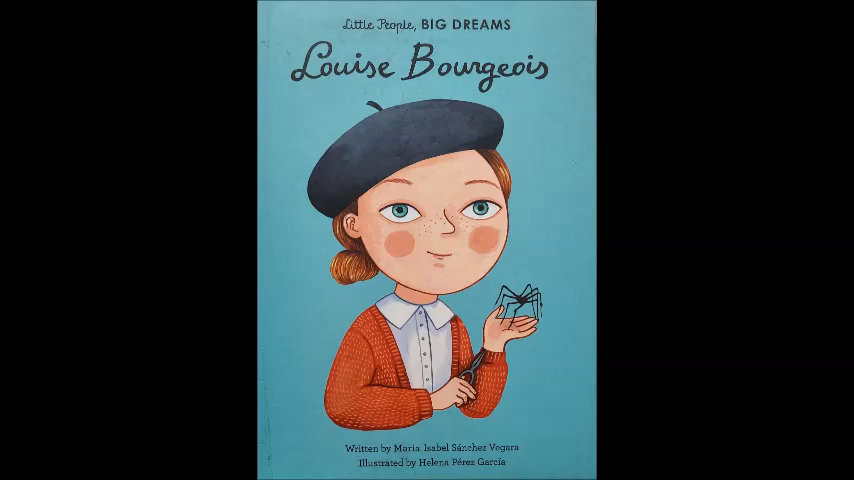 Little People, BIG DREAMS
Louise Bourgeois
Written by Maria Isabel Sánchez Vegara
Illustrated by Helena Pérez García